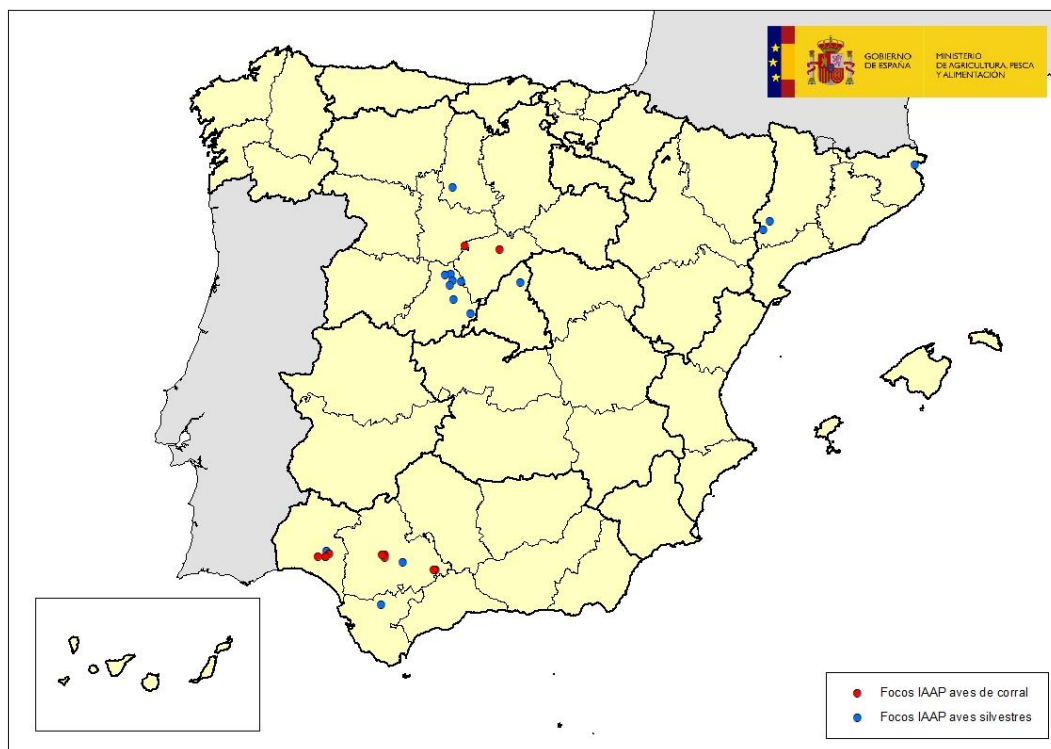 GOBIERNO
DE ESPAÑA
MINISTERIO
DE AGRICULTURA, PESCA
Y ALIMENTACIÓN
Focos IAAP aves de corral
Focos IAAP aves silvestres